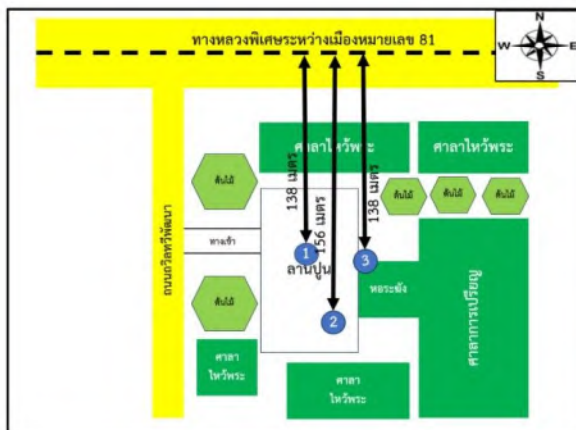 ทางหลวงพิเศษระหว่างเมืองหมายเลข 81
N
W
E
S
ศาลาไหว้พระ
ศาลาไหว้พระ
138 เมตร
156 เมตร
138 เมตร
ต้นไม้
ต้นไม้
ต้นไม้
ต้นไม้
ถนนถวิลทวีพัฒนา
ทางเข้า
1
ลานปูน
3
หอระฆัง
ศาลาการเปรียญ
ต้นไม้
2
ศาลา
ไหว้พระ
ศาลา
ไหว้พระ